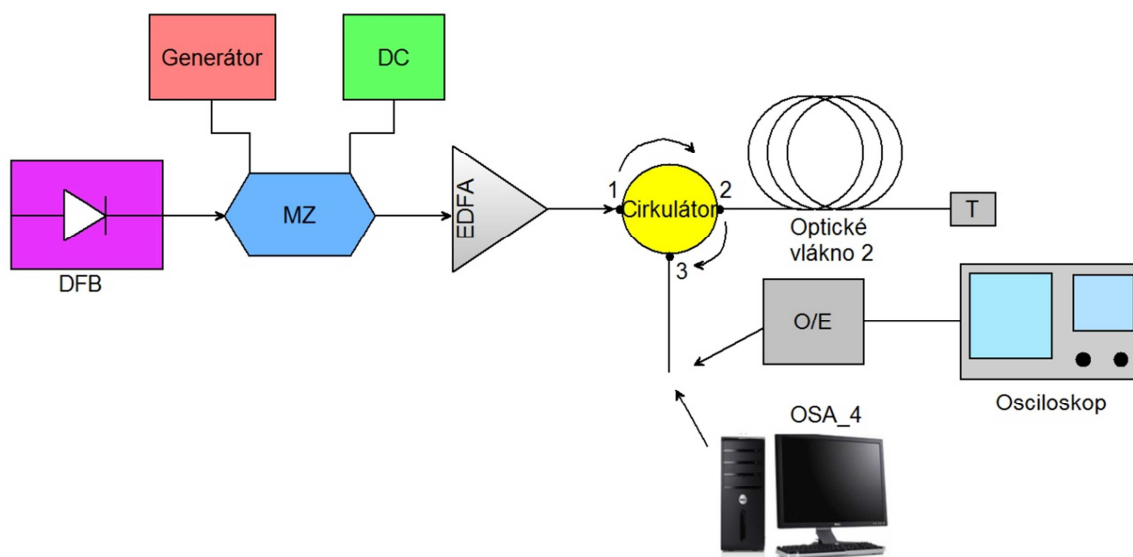 Generátor
DC
DFB
MZ
EDFA
1
Cirkulátor
2
3
Optické
vlákno 2
T
O/E
Osciloskop
OSA_4